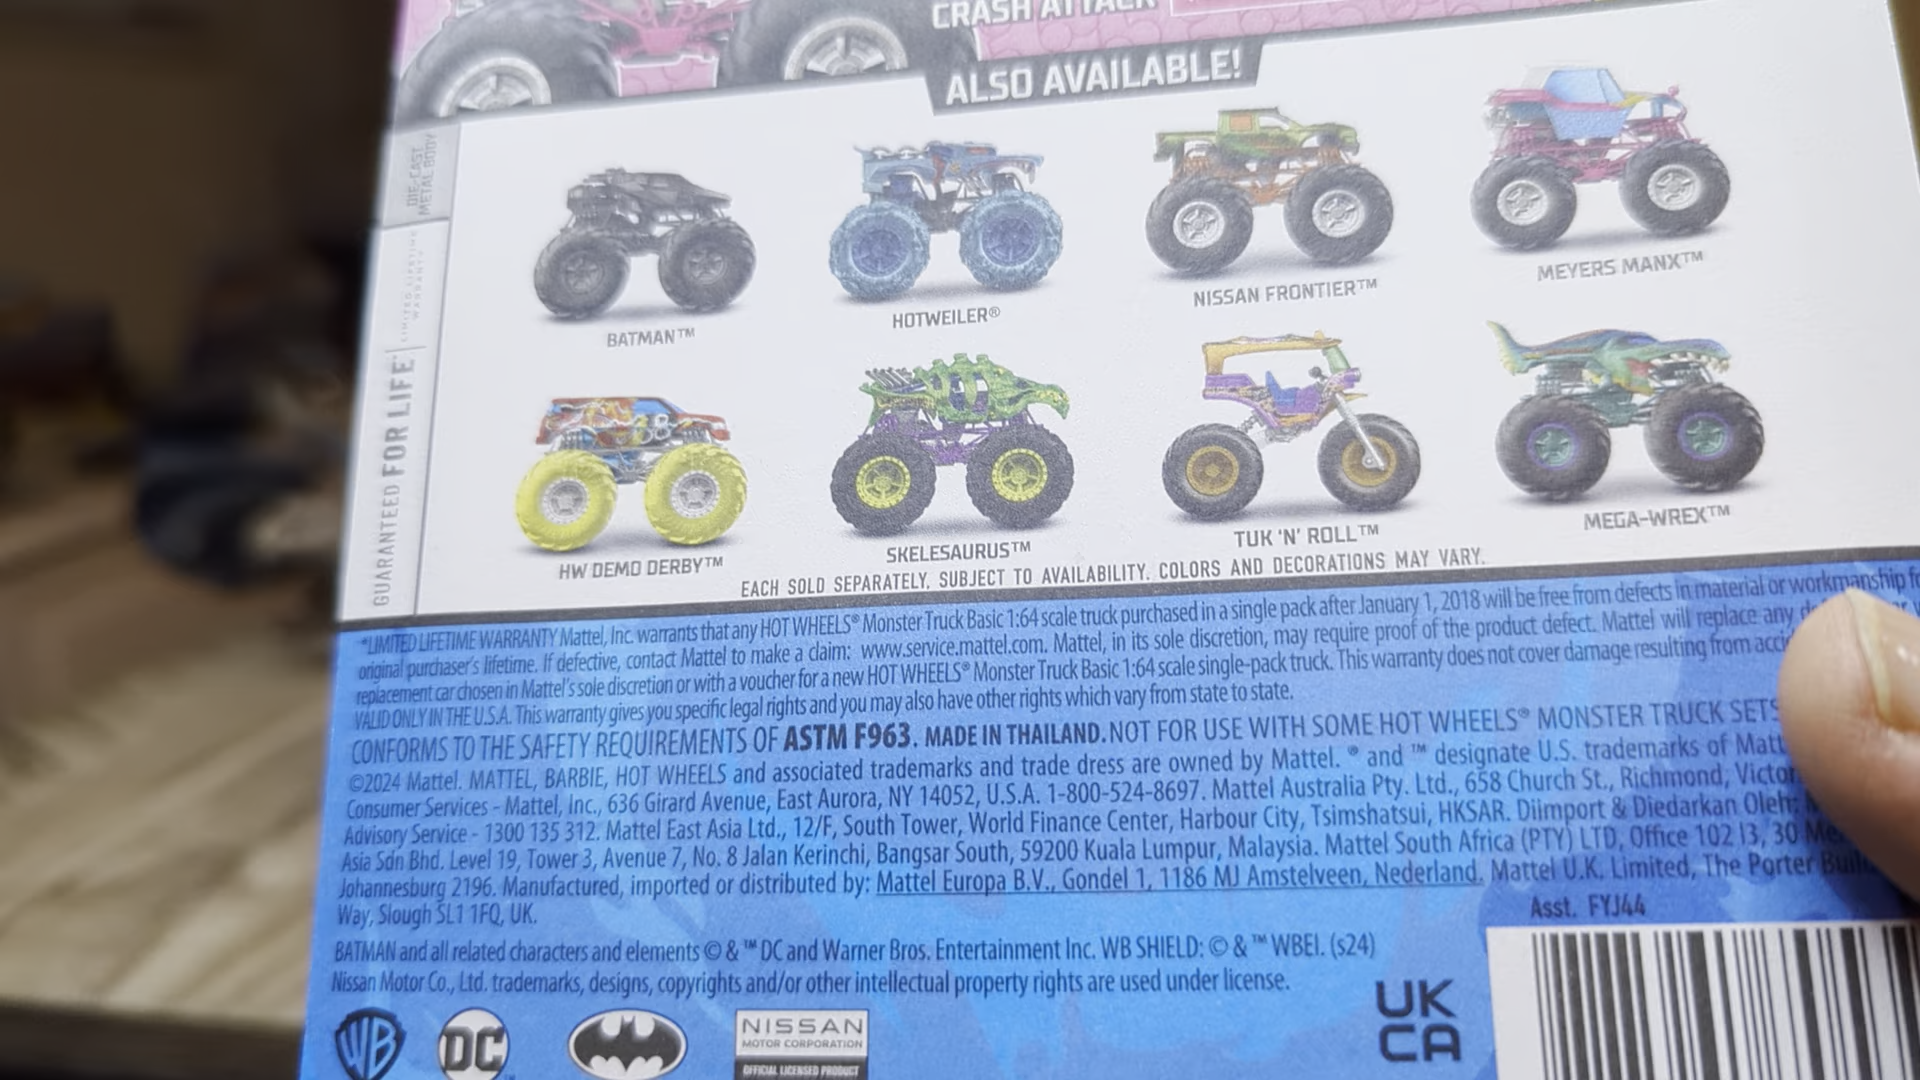 CRASH ATTACK
ALSO AVAILABLE!
DIE-CAST
METAL BODY
GUARANTEED FOR LIFE*
LIMITED LIFETIME
WARRANTY
BATMAN™
HOTWEILER®
NISSAN FRONTIER™
MEYERS MANX™
HW DEMO DERBY™
SKELESAURUS™
TUK 'N' ROLL™
MEGA-WREX™
EACH SOLD SEPARATELY, SUBJECT TO AVAILABILITY. COLORS AND DECORATIONS MAY VARY.
*LIMITED LIFETIME WARRANTY Mattel, Inc. warrants that any HOT WHEELS® Monster Truck Basic 1:64 scale truck purchased in a single pack after January 1, 2018 will be free from defects in material or workmanship
original purchaser's lifetime. If defective, contact Mattel to make a claim: www.service.mattel.com. Mattel, in its sole discretion, may require proof of the product defect. Mattel will replace any
replacement car chosen in Mattel's sole discretion or with a voucher for a new HOT WHEELS® Monster Truck Basic 1:64 scale single-pack truck. This warranty does not cover damage resulting from
VALID ONLY IN THE U.S.A. This warranty gives you specific legal rights and you may also have other rights which vary from state to state.
CONFORMS TO THE SAFETY REQUIREMENTS OF ASTM F963. MADE IN THAILAND. NOT FOR USE WITH SOME HOT WHEELS® MONSTER TRUCK SETS
©2024 Mattel. MATTEL, BARBIE, HOT WHEELS and associated trademarks and trade dress are owned by Mattel. ® and ™ designate U.S. trademarks of
Consumer Services - Mattel, Inc., 636 Girard Avenue, East Aurora, NY 14052, U.S.A. 1-800-524-8697. Mattel Australia Pty. Ltd., 658 Church St., Richmond,
Advisory Service - 1300 135 312. Mattel East Asia Ltd., 12/F, South Tower, World Finance Center, Harbour City, Tsimshatsui, HKSAR. Diimport & Diedarkan Oleh:
Asia Sdn Bhd. Level 19, Tower 3, Avenue 7, No. 8 Jalan Kerinchi, Bangsar South, 59200 Kuala Lumpur, Malaysia. Mattel South Africa (PTY) LTD, Office 102 I3, 30
Johannesburg 2196. Manufactured, imported or distributed by: Mattel Europa B.V., Gondel 1, 1186 MJ Amstelveen, Nederland. Mattel U.K. Limited, The Porter
Way, Slough SL1 1FQ, UK.
Asst. FYJ44
BATMAN and all related characters and elements © & ™ DC and Warner Bros. Entertainment Inc. WB SHIELD: © & ™ WBEI. (s24)
Nissan Motor Co., Ltd. trademarks, designs, copyrights and/or other intellectual property rights are used under license.
WB
DC
NISSAN
MOTOR CORPORATION
OFFICIAL LICENSED PRODUCT
UK
CA